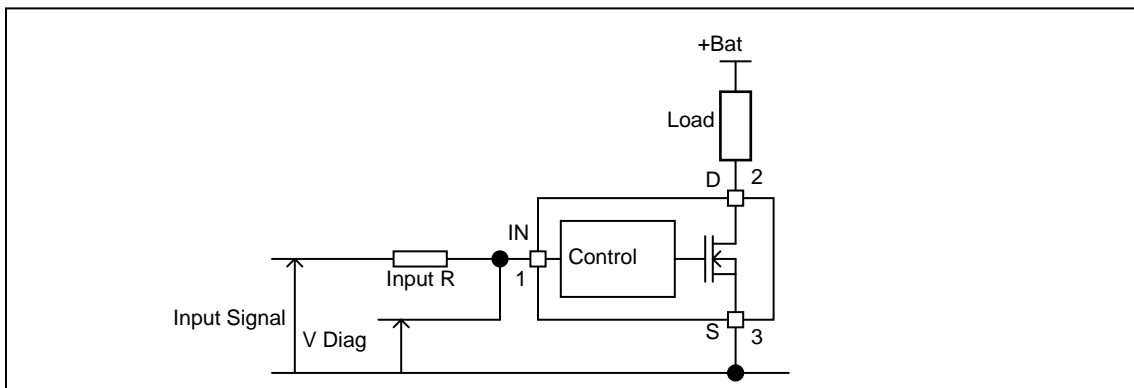 +Bat
Load
D 2
IN
Control
1
Input R
Input Signal
V Diag
S 3